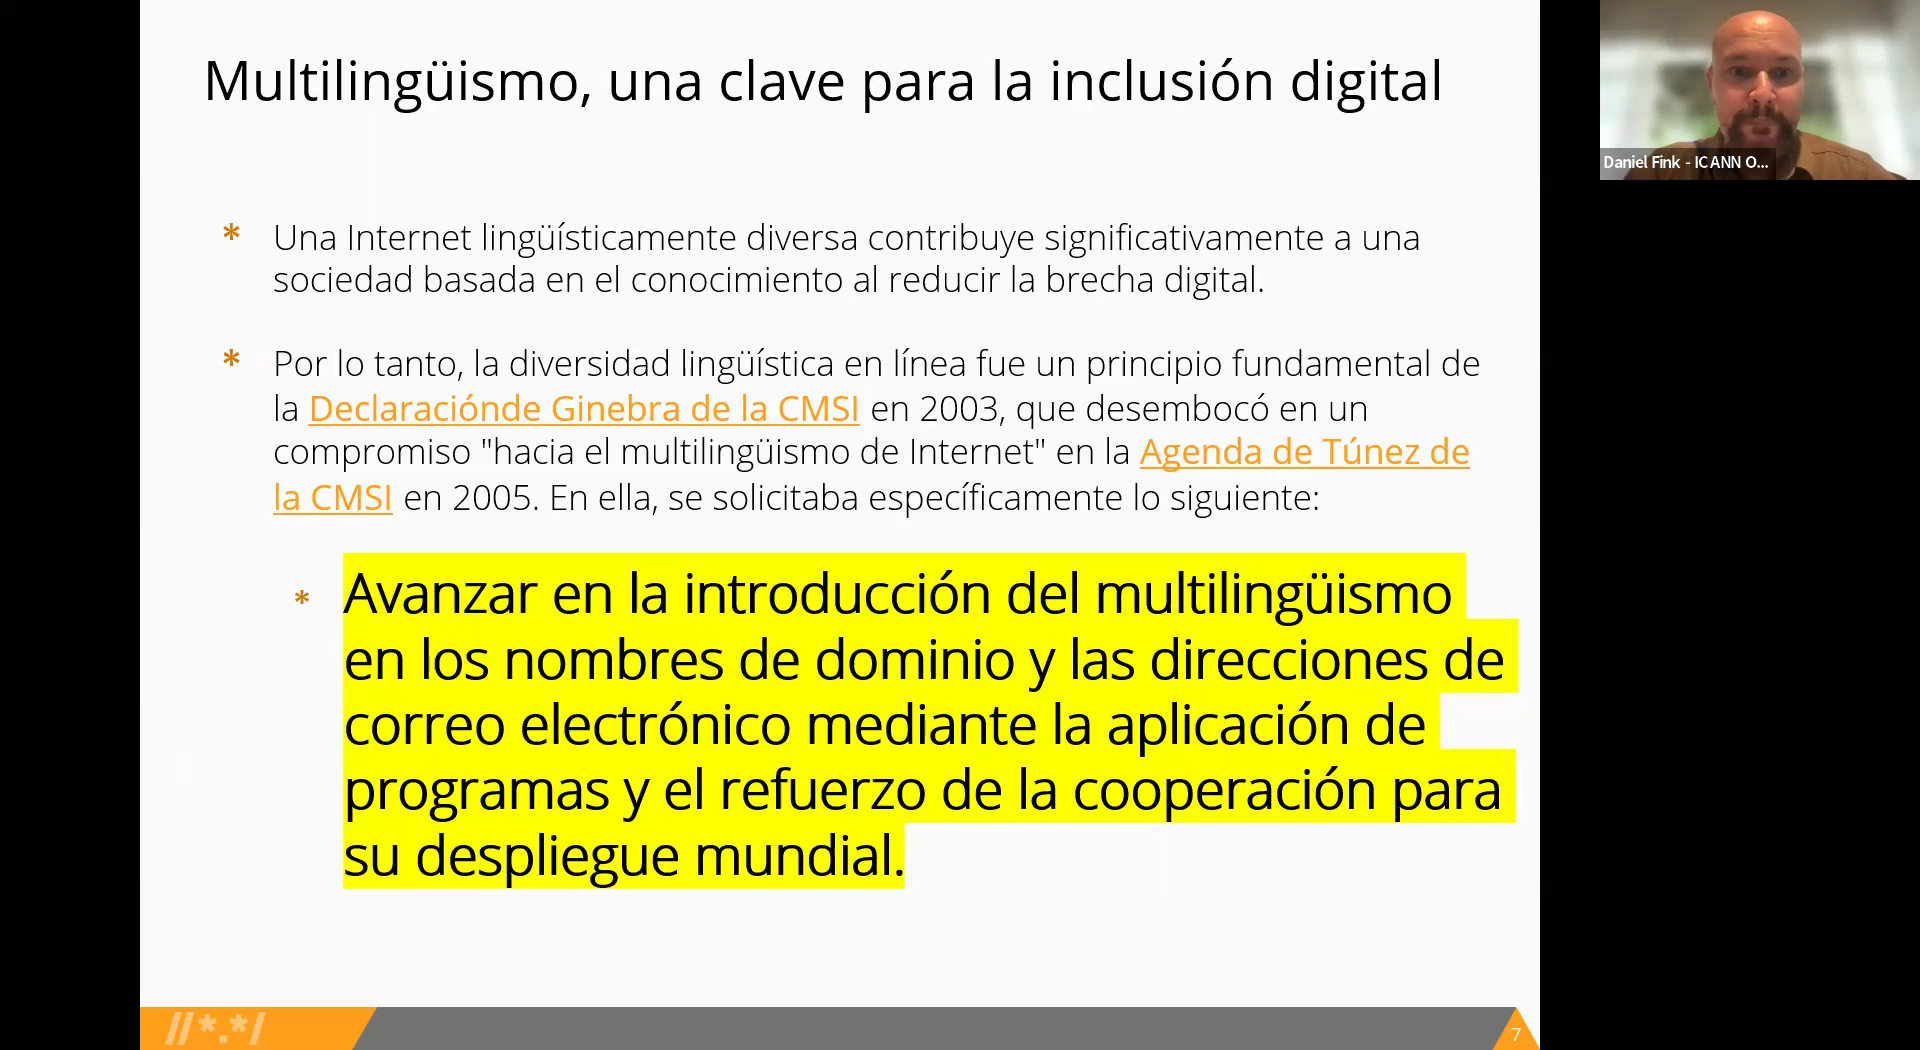 Multilingüismo, una clave para la inclusión digital
* Una Internet lingüísticamente diversa contribuye significativamente a una
sociedad basada en el conocimiento al reducir la brecha digital.
* Por lo tanto, la diversidad lingüística en línea fue un principio fundamental de
la Declaraciónde Ginebra de la CMSI en 2003, que desembocó en un
compromiso "hacia el multilingüismo de Internet" en la Agenda de Túnez de
la CMSI en 2005. En ella, se solicitaba específicamente lo siguiente:
* Avanzar en la introducción del multilingüismo
en los nombres de dominio y las direcciones de
correo electrónico mediante la aplicación de
programas y el refuerzo de la cooperación para
su despliegue mundial.
//*.*/
7
Daniel Fink - ICANN O...